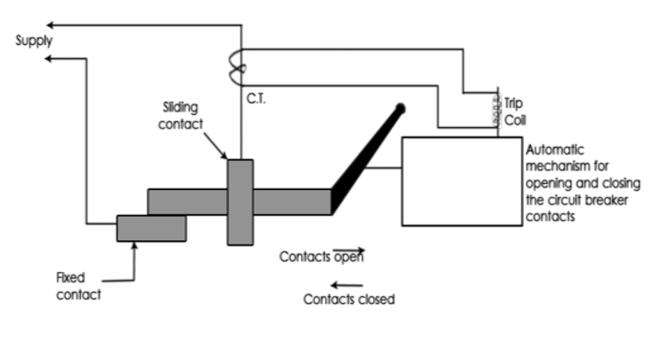 Supply
C.T.
Sliding
contact
Trip
Coil
Automatic
mechanism for
opening and closing
the circuit breaker
contacts
Contacts open
Fixed
contact
Contacts closed